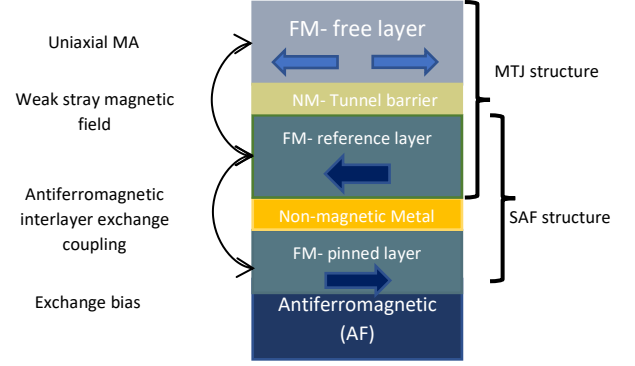 Uniaxial MA
Weak stray magnetic
field
Antiferromagnetic
interlayer exchange
coupling
Exchange bias
FM- free layer
NM- Tunnel barrier
FM- reference layer
Non-magnetic Metal
FM- pinned layer
Antiferromagnetic
(AF)
MTJ structure
SAF structure